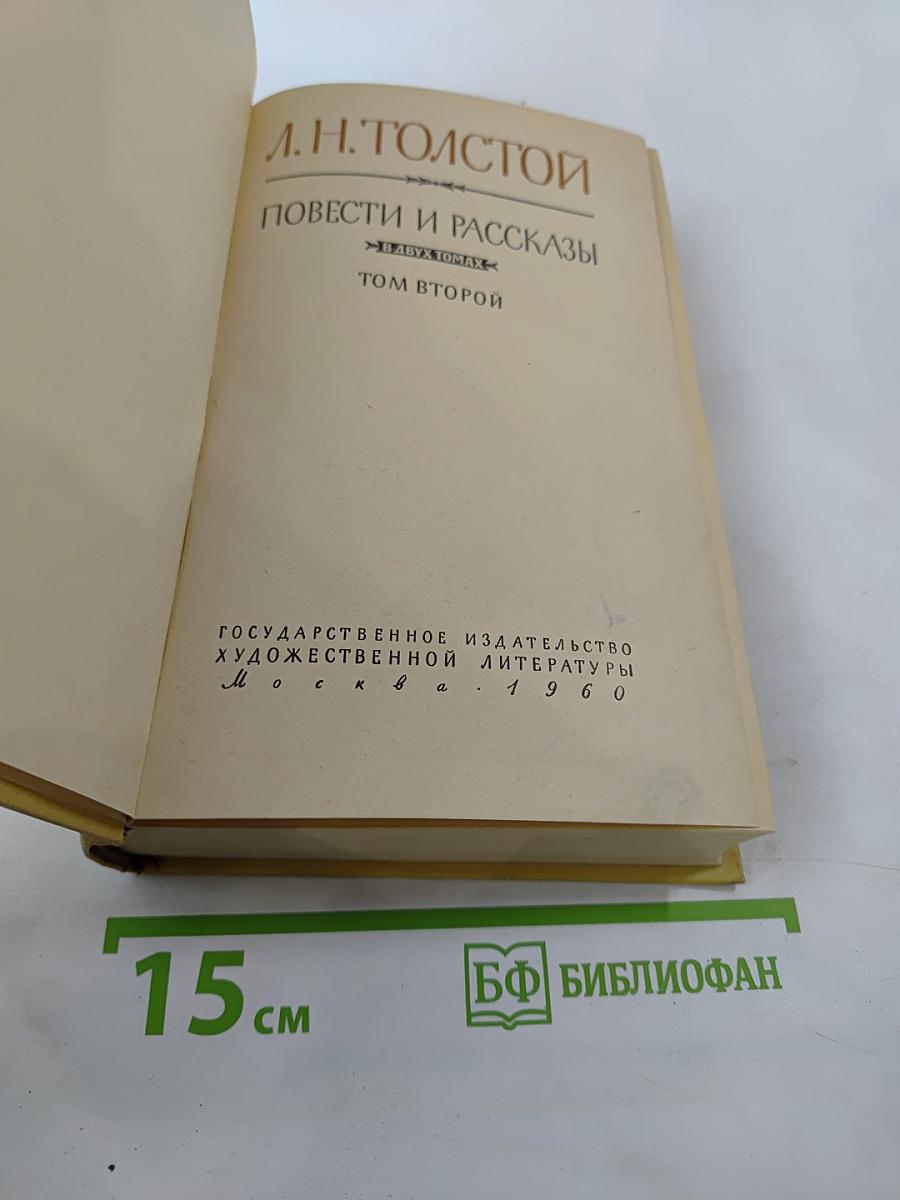 Л. Н. ТОЛСТОЙ
ПОВЕСТИ И РАССКАЗЫ
В ДВУХ ТОМАХ
ТОМ ВТОРОЙ
ГОСУДАРСТВЕННОЕ ИЗДАТЕЛЬСТВО
ХУДОЖЕСТВЕННОЙ ЛИТЕРАТУРЫ
Москва · 1960
15 см
БФ БИБЛИОФАН